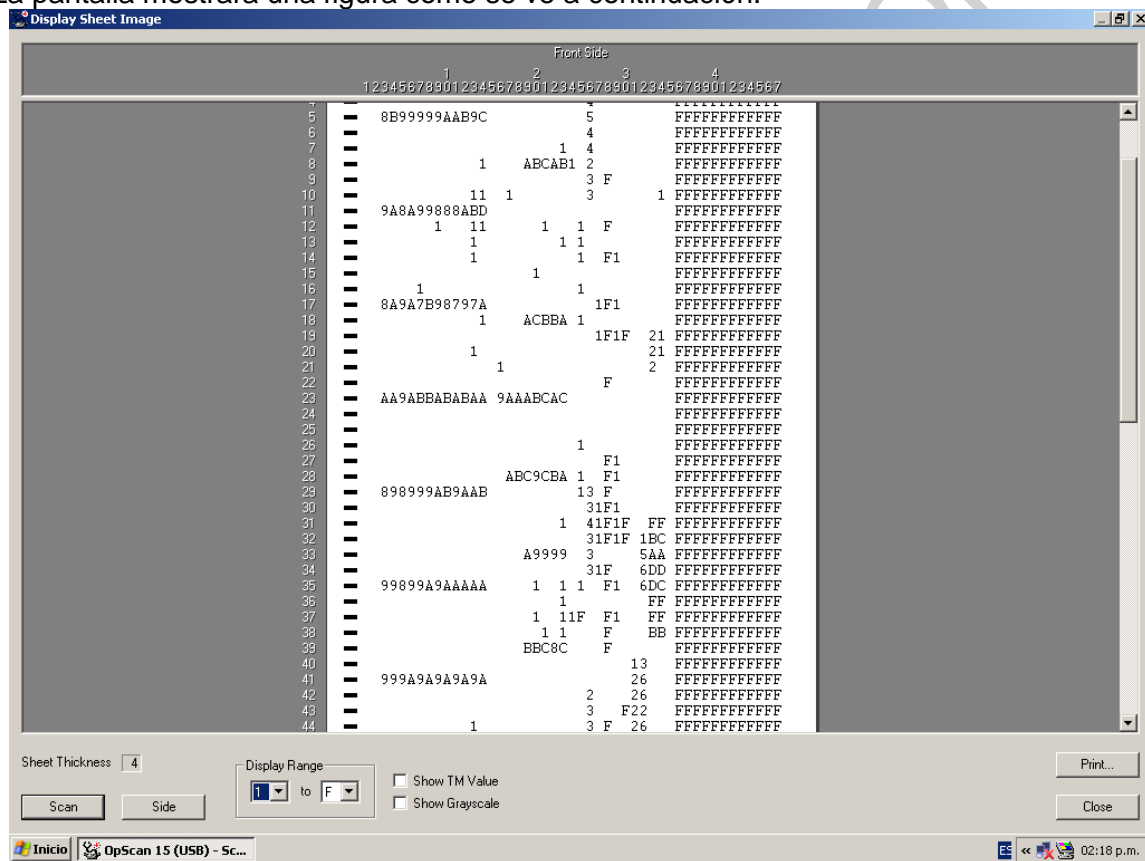 La pantalla mostrará una figura como se ve a continuación.
Display Sheet Image
Front Side
1 2 3 4
12345678901234567890123456789012345678901234567
5 8B99999AAB9C 5 FFFFFFFFFFFF
6 4 FFFFFFFFFFFF
7 1 4 FFFFFFFFFFFF
8 1 ABCAB1 2 FFFFFFFFFFFF
9 3 F FFFFFFFFFFFF
10 11 1 3 1 FFFFFFFFFFFF
11 9A8A99888ABD FFFFFFFFFFFF
12 1 11 1 1 F FFFFFFFFFFFF
13 1 1 1 FFFFFFFFFFFF
14 1 1 F1 FFFFFFFFFFFF
15 1 FFFFFFFFFFFF
16 1 1 FFFFFFFFFFFF
17 8A9A7B98797A 1F1 FFFFFFFFFFFF
18 1 ACBBA 1 FFFFFFFFFFFF
19 1F1F 21 FFFFFFFFFFFF
20 1 21 FFFFFFFFFFFF
21 1 2 FFFFFFFFFFFF
22 F FFFFFFFFFFFF
23 AA9ABBABABAA 9AAABCAC FFFFFFFFFFFF
24 FFFFFFFFFFFF
25 FFFFFFFFFFFF
26 1 FFFFFFFFFFFF
27 F1 FFFFFFFFFFFF
28 ABC9CBA 1 F1 FFFFFFFFFFFF
29 898999AB9AAB 13 F FFFFFFFFFFFF
30 31F1 FFFFFFFFFFFF
31 1 41F1F FF FFFFFFFFFFFF
32 31F1F 1BC FFFFFFFFFFFF
33 A9999 3 5AA FFFFFFFFFFFF
34 31F 6DD FFFFFFFFFFFF
35 99899A9AAAAA 1 1 1 F1 6DC FFFFFFFFFFFF
36 1 FF FFFFFFFFFFFF
37 1 11F F1 FF FFFFFFFFFFFF
38 1 1 F BB FFFFFFFFFFFF
39 BBC8C F FFFFFFFFFFFF
40 13 FFFFFFFFFFFF
41 999A9A9A9A9A 26 FFFFFFFFFFFF
42 2 26 FFFFFFFFFFFF
43 3 F22 FFFFFFFFFFFF
44 1 3 F 26 FFFFFFFFFFFF
Sheet Thickness 4
Display Range
1 to F
Show TM Value
Show Grayscale
Print...
Scan Side
Close
Inicio OpScan 15 (USB) - Sc... ES « 02:18 p.m.